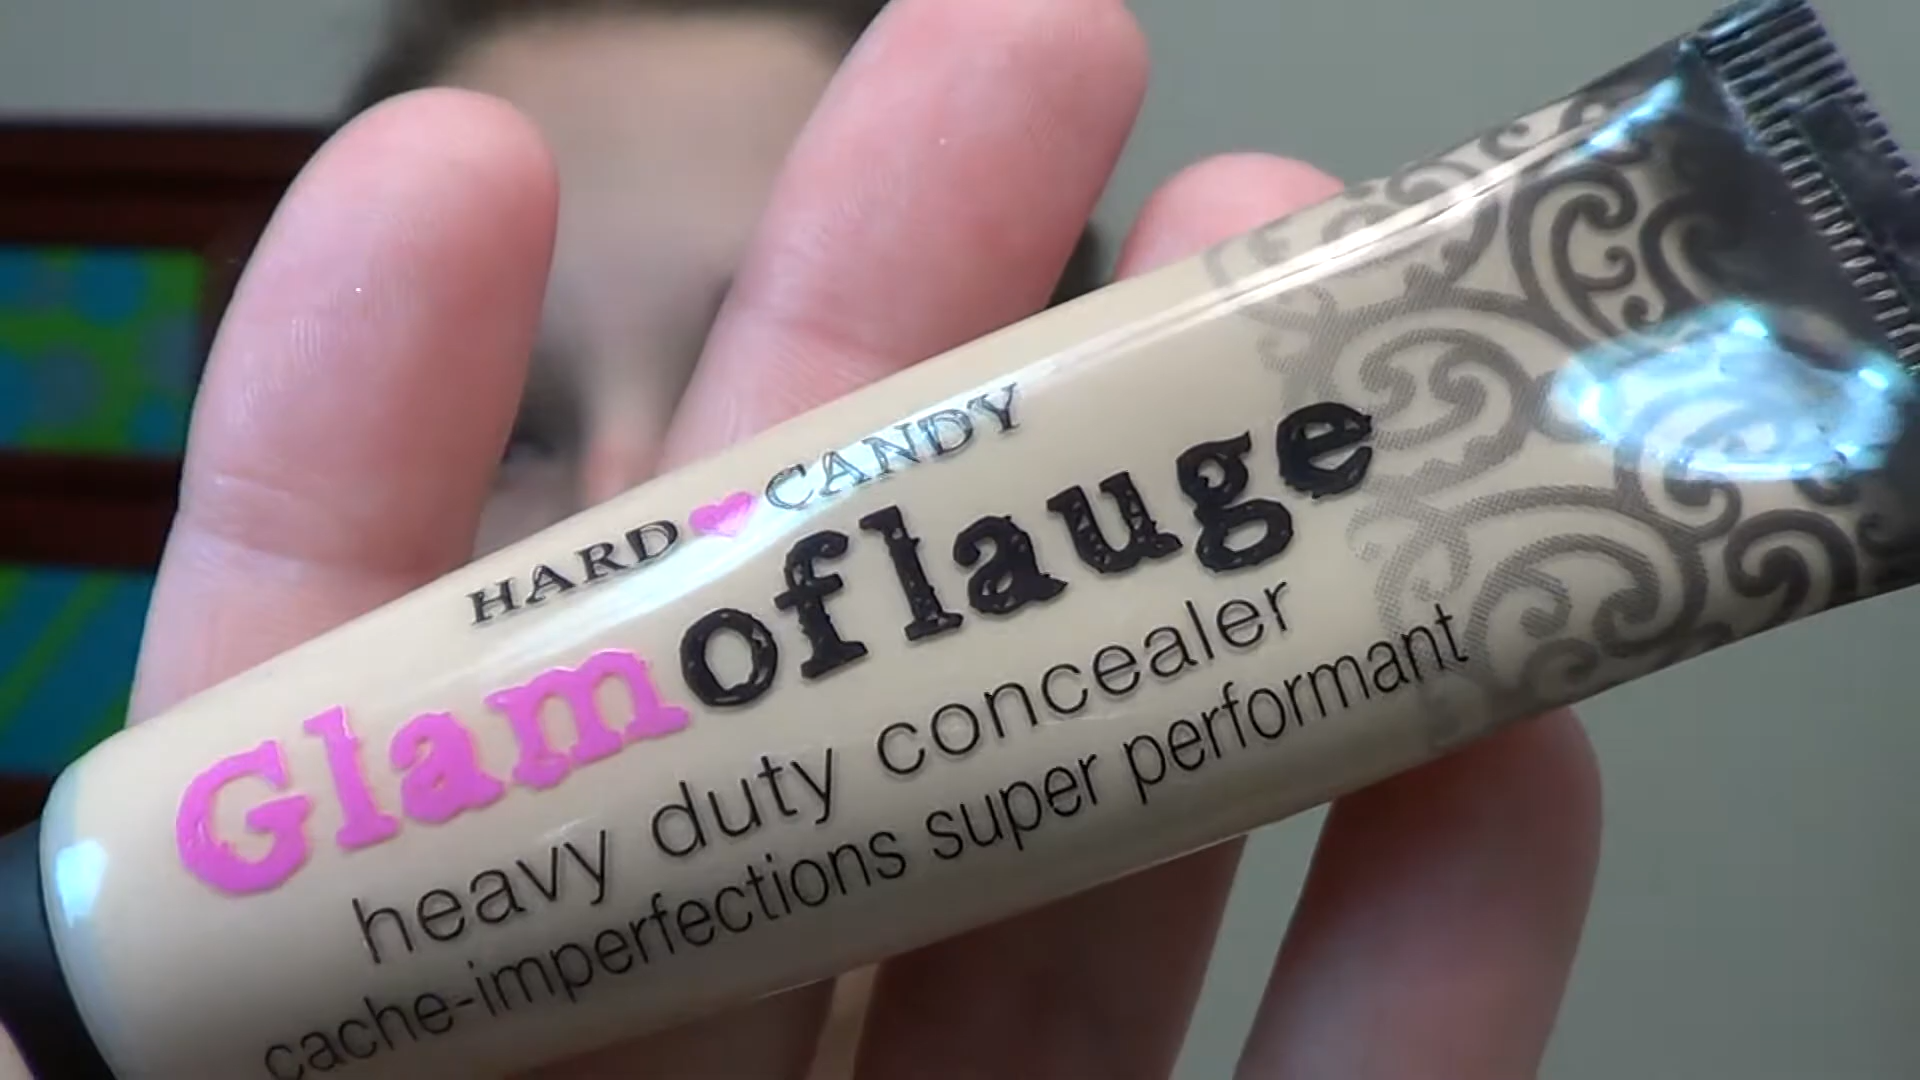 HARD CANDY
Glamoflauge
heavy duty concealer
cache-imperfections super performant